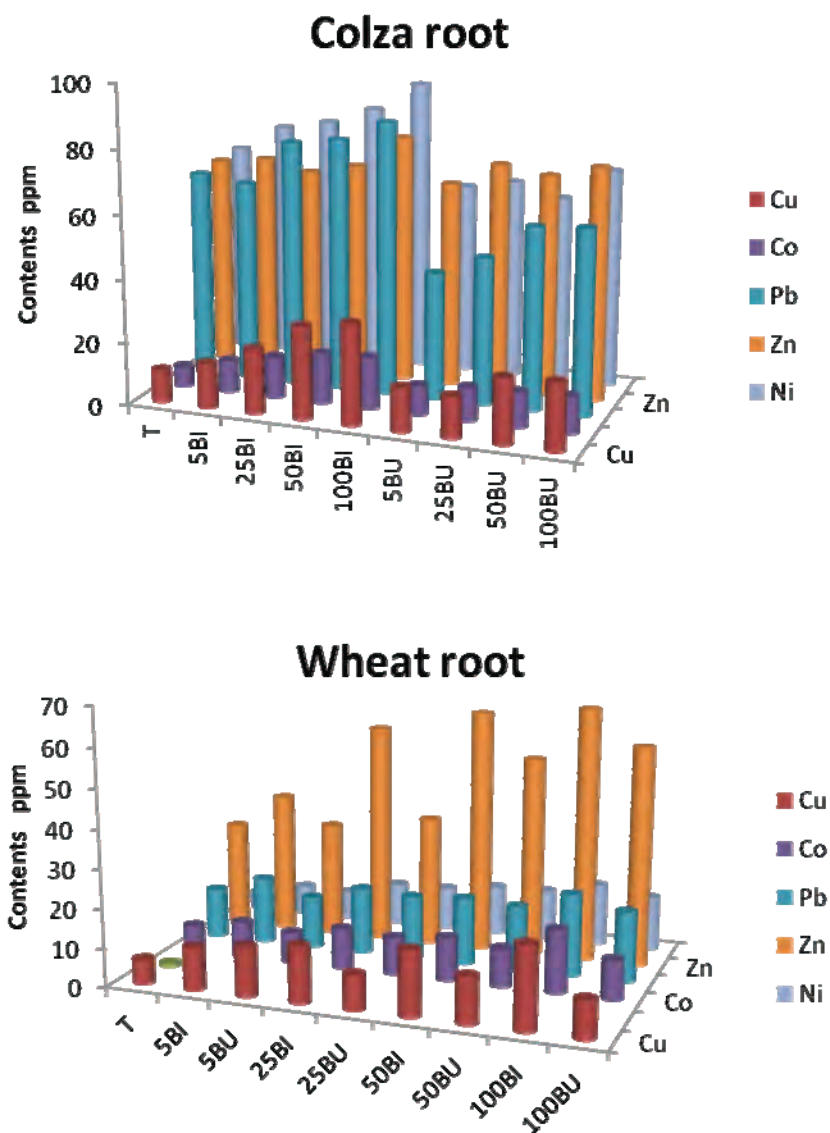 Colza root
100
80
60
40
20
0
Contents ppm
T
5BI
25BI
50BI
100BI
5BU
25BU
50BU
100BU
Zn
Cu
Cu
Co
Pb
Zn
Ni
Wheat root
70
60
50
40
30
20
10
0
Contents ppm
T
5BI
5BU
25BI
25BU
50BI
50BU
100BI
100BU
Zn
Co
Cu
Cu
Co
Pb
Zn
Ni